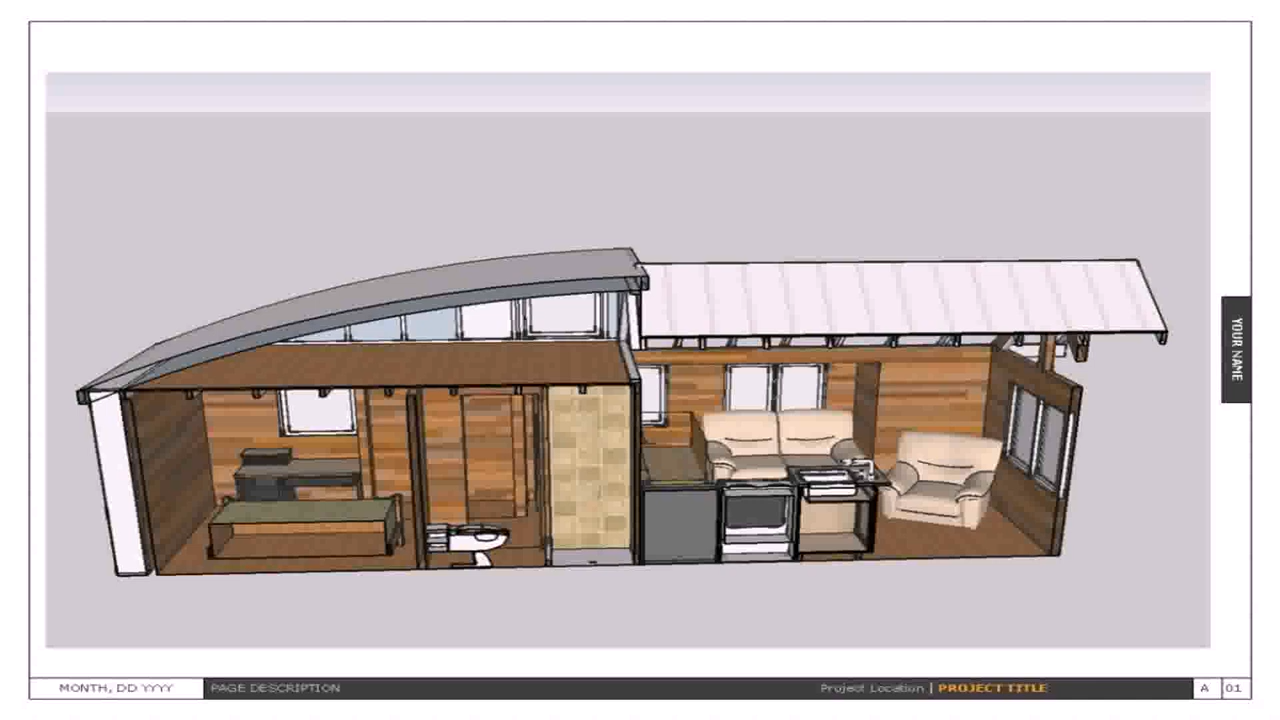 YOUR NAME
MONTH, DD YYYY
PAGE DESCRIPTION
Project Location | PROJECT TITLE
A 01